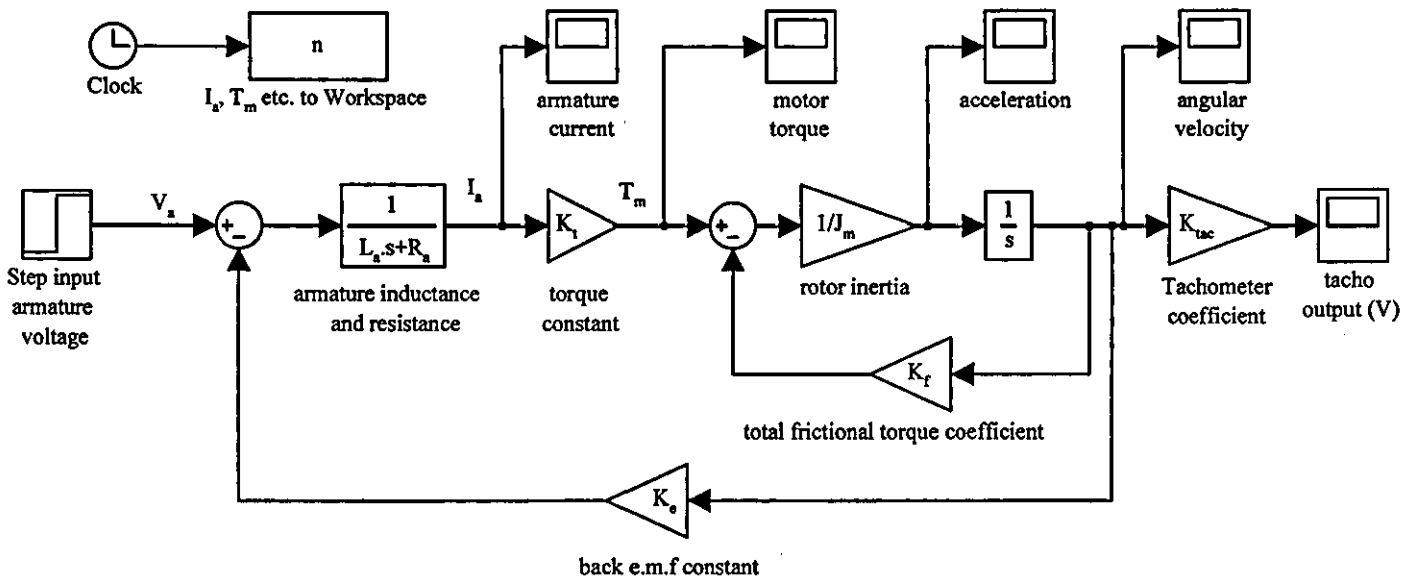 n
Clock
Iₐ, Tₘ etc. to Workspace
armature
current
motor
torque
acceleration
angular
velocity
Vₐ
+
−
1
Lₐ.s+Rₐ
Iₐ
Kₜ
Tₘ
+
−
1/Jₘ
1
s
K_tac
Step input
armature
voltage
armature inductance
and resistance
torque
constant
rotor inertia
Tachometer
coefficient
tacho
output (V)
K_f
total frictional torque coefficient
Kₑ
back e.m.f constant